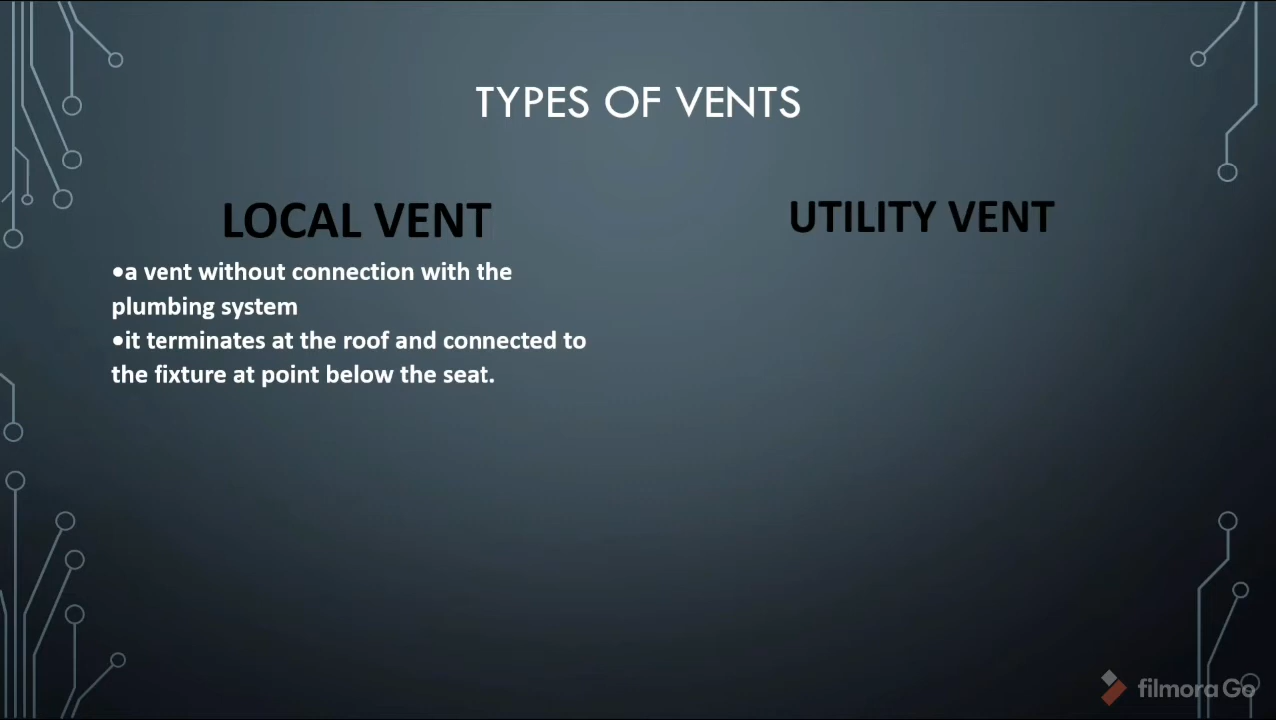 TYPES OF VENTS
LOCAL VENT
•a vent without connection with the
plumbing system
•it terminates at the roof and connected to
the fixture at point below the seat.
UTILITY VENT
filmora Go